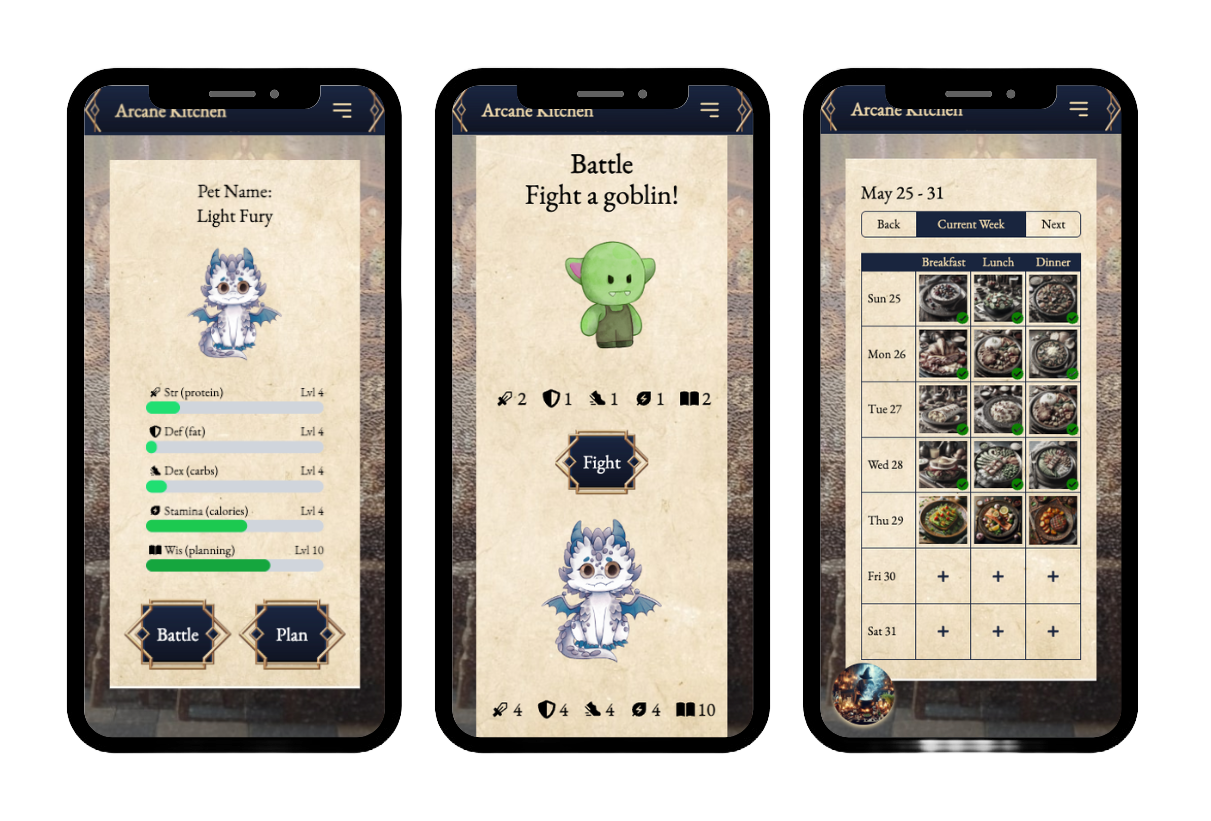 Arcane Kitchen
Pet Name:
Light Fury
Str (protein) Lvl 4
Def (fat) Lvl 4
Dex (carbs) Lvl 4
Stamina (calories) Lvl 4
Wis (planning) Lvl 10
Battle Plan
Arcane Kitchen
Battle
Fight a goblin!
2 1 1 1 2
Fight
4 4 4 4 10
Arcane Kitchen
May 25 - 31
Back Current Week Next
Breakfast Lunch Dinner
Sun 25
Mon 26
Tue 27
Wed 28
Thu 29
Fri 30 + + +
Sat 31 + + +